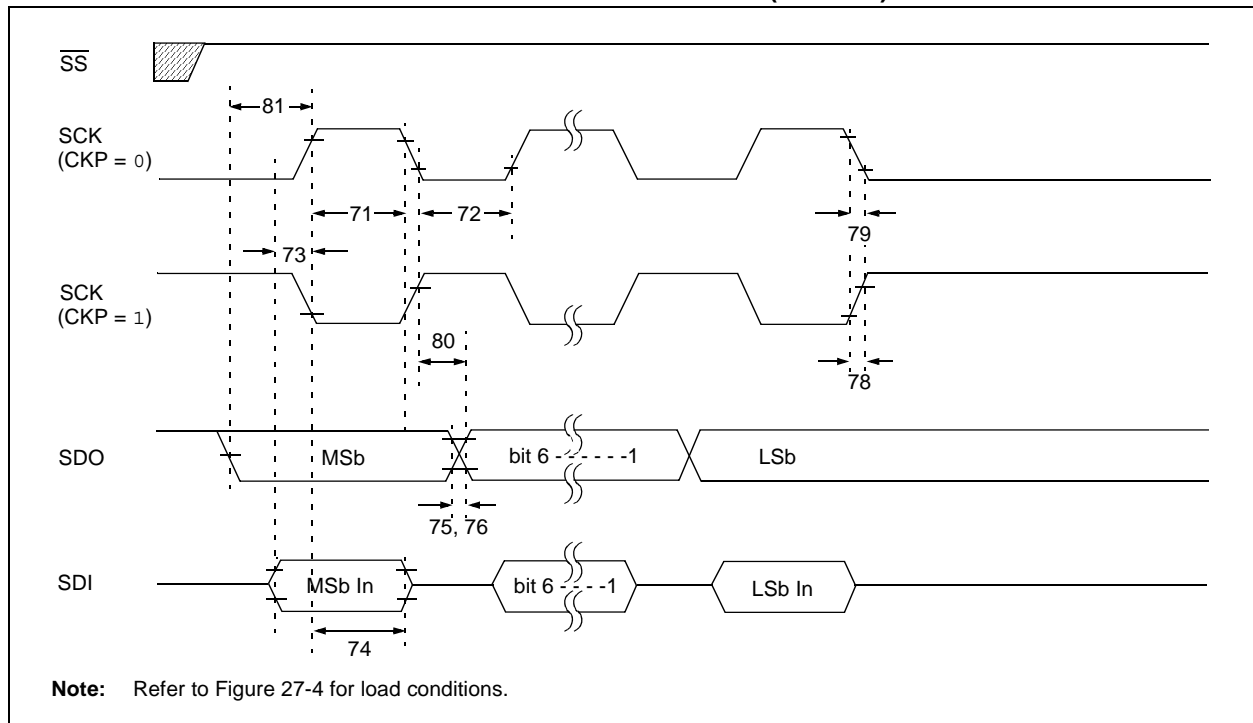 SS
81
SCK
(CKP = 0)
71
72
79
73
SCK
(CKP = 1)
80
78
SDO
MSb
bit 6 - - - - - -1
LSb
75, 76
SDI
MSb In
bit 6 - - - - -1
LSb In
74
Note: Refer to Figure 27-4 for load conditions.